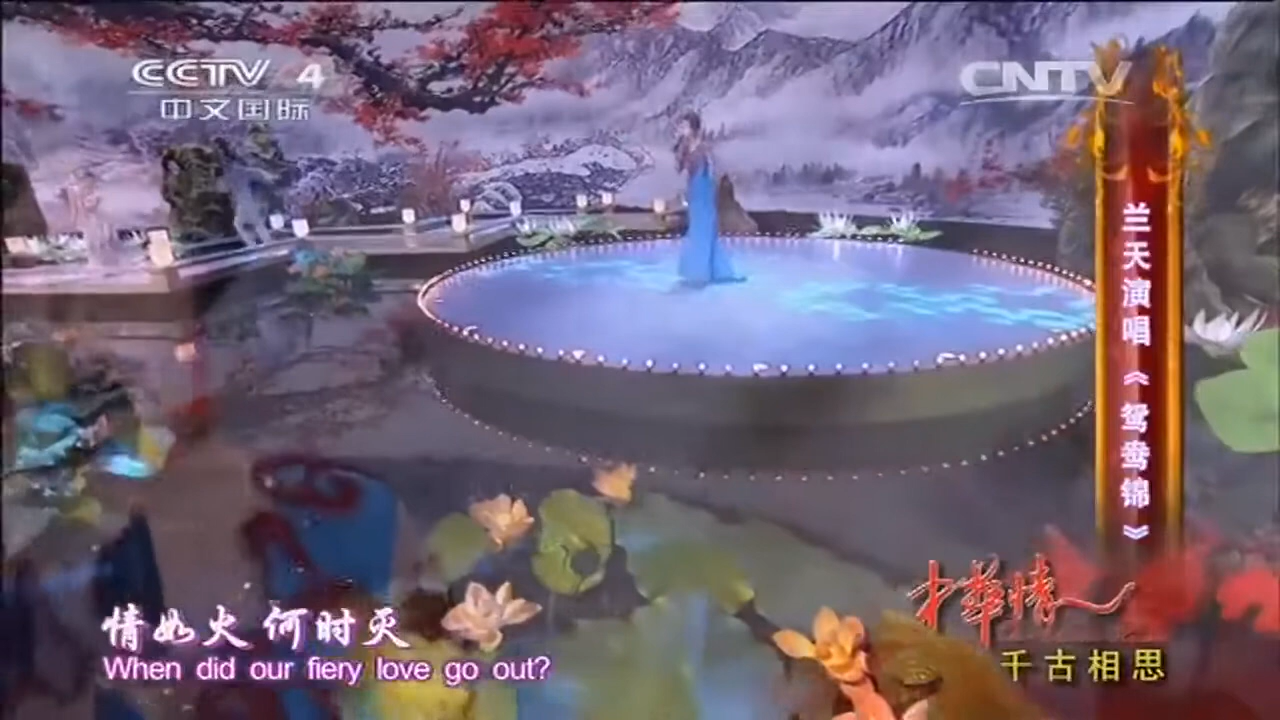 CCTV 4
中文国际
CNTV
兰天演唱《鸳鸯锦》
情如火何时灭
When did our fiery love go out?
中华情
千古相思